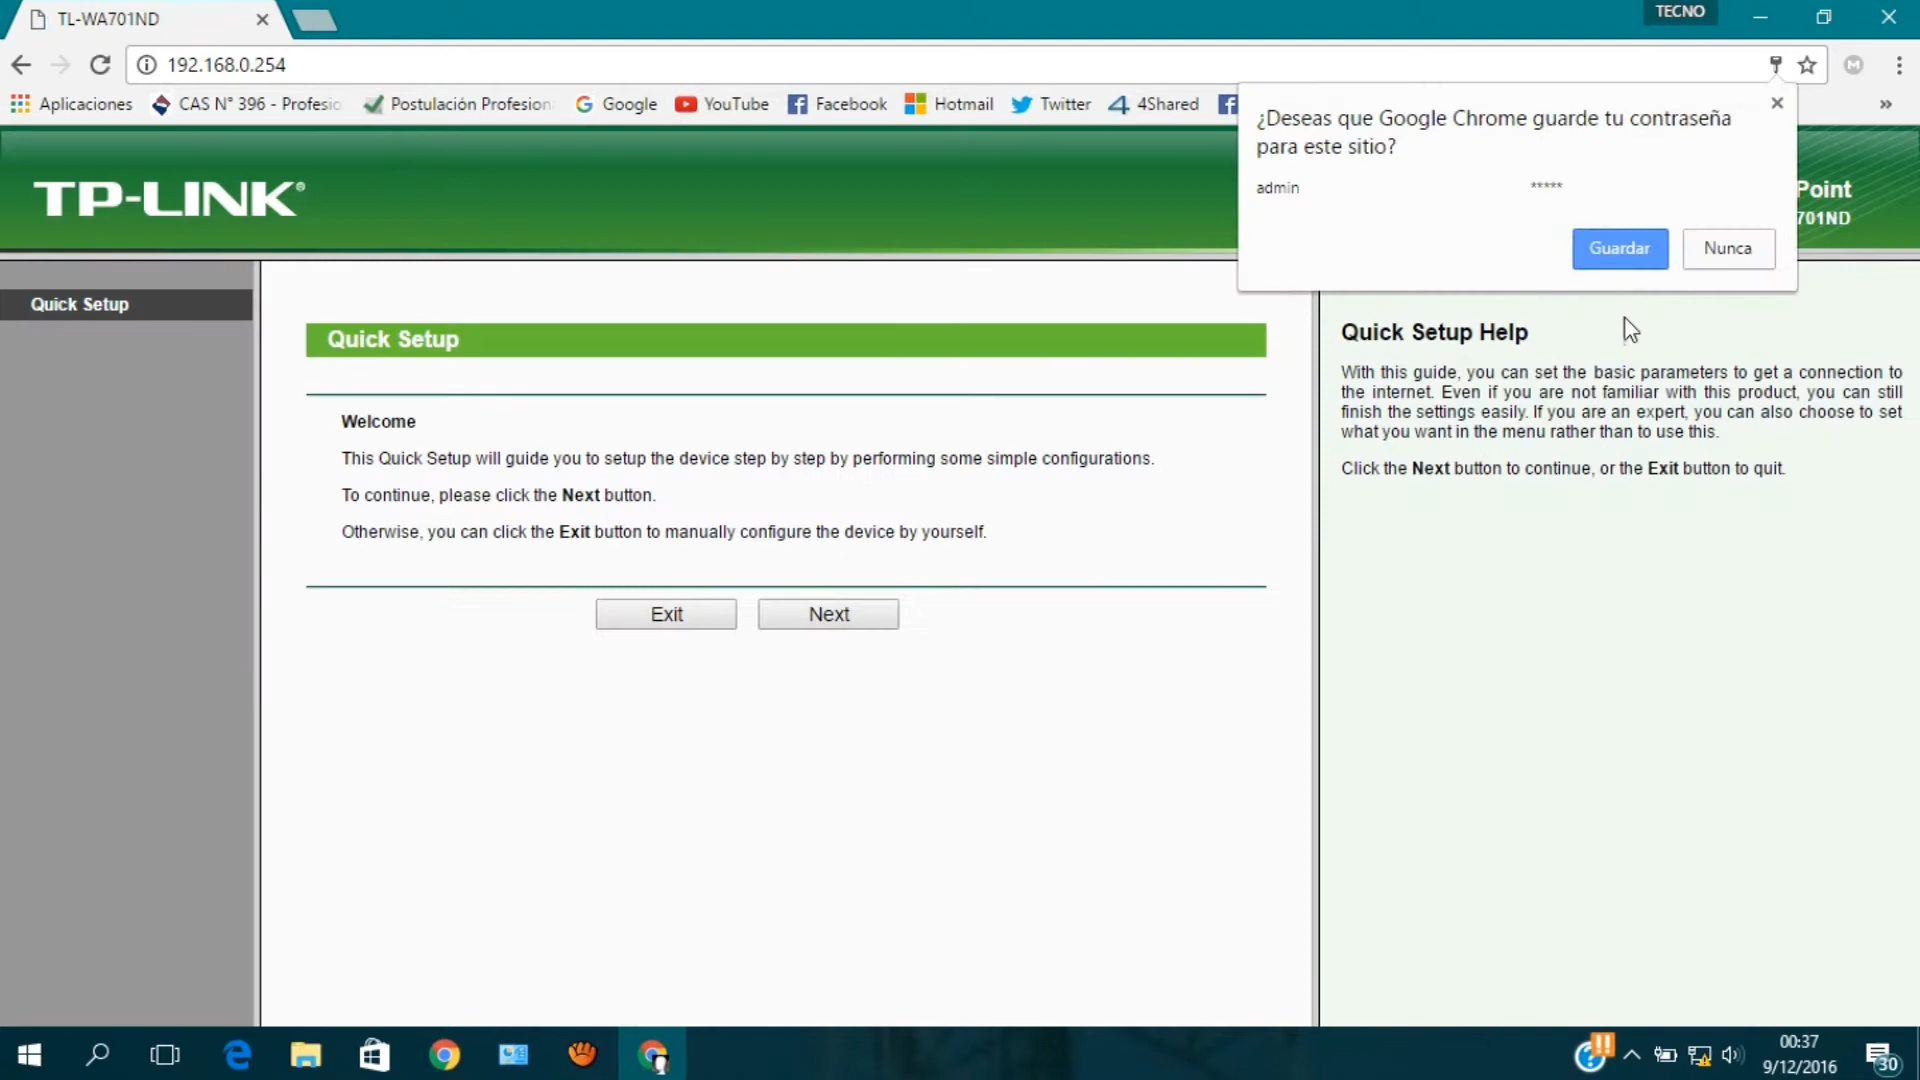 TL-WA701ND
TECNO
192.168.0.254
Aplicaciones
CAS N° 396 - Profesio
Postulación Profesion
Google
YouTube
Facebook
Hotmail
Twitter
4Shared
»
¿Deseas que Google Chrome guarde tu contraseña
para este sitio?
admin
*****
Guardar
Nunca
TP-LINK®
Point
701ND
Quick Setup
Quick Setup
Welcome
This Quick Setup will guide you to setup the device step by step by performing some simple configurations.
To continue, please click the Next button.
Otherwise, you can click the Exit button to manually configure the device by yourself.
Exit
Next
Quick Setup Help
With this guide, you can set the basic parameters to get a connection to
the internet. Even if you are not familiar with this product, you can still
finish the settings easily. If you are an expert, you can also choose to set
what you want in the menu rather than to use this.
Click the Next button to continue, or the Exit button to quit.
00:37
9/12/2016
30